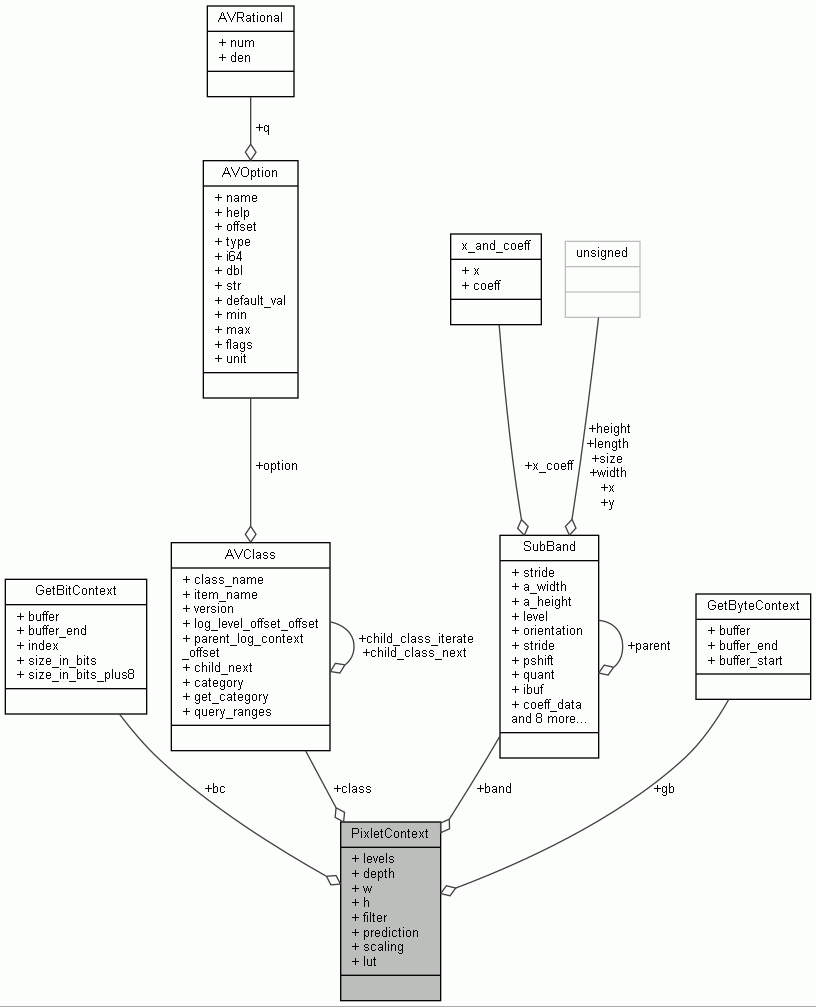 AVRational
+ num
+ den
+q
AVOption
+ name
+ help
+ offset
+ type
+ i64
+ dbl
+ str
+ default_val
+ min
+ max
+ flags
+ unit
x_and_coeff
+ x
+ coeff
unsigned
+option
+x_coeff
+height
+length
+size
+width
+x
+y
GetBitContext
+ buffer
+ buffer_end
+ index
+ size_in_bits
+ size_in_bits_plus8
AVClass
+ class_name
+ item_name
+ version
+ log_level_offset_offset
+ parent_log_context
_offset
+ child_next
+ category
+ get_category
+ query_ranges
+child_class_iterate
+child_class_next
SubBand
+ stride
+ a_width
+ a_height
+ level
+ orientation
+ stride
+ pshift
+ quant
+ ibuf
+ coeff_data
and 8 more...
+parent
GetByteContext
+ buffer
+ buffer_end
+ buffer_start
+bc
+class
+band
+gb
PixletContext
+ levels
+ depth
+ w
+ h
+ filter
+ prediction
+ scaling
+ lut